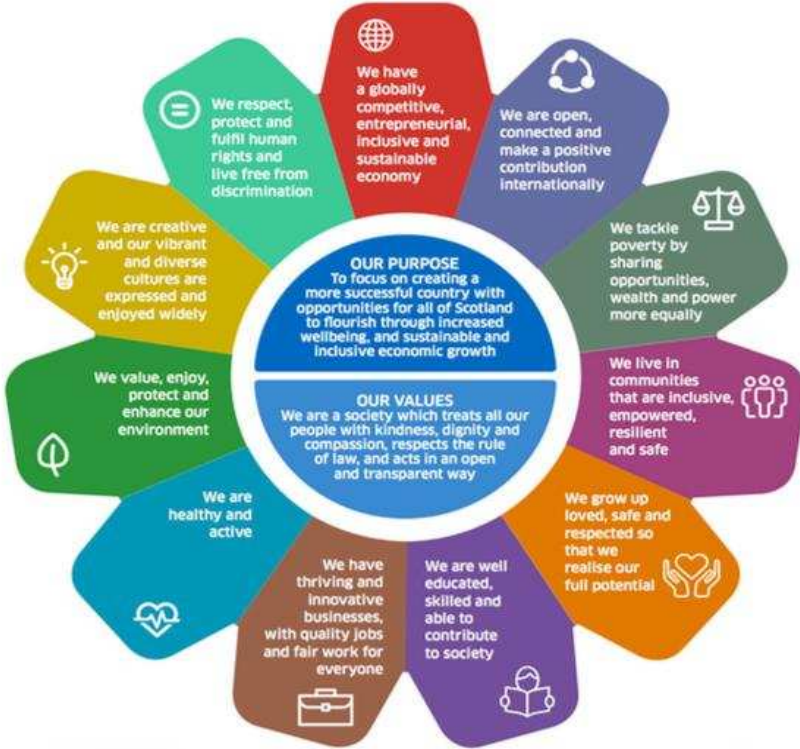 We have
a globally
competitive,
entrepreneurial,
inclusive and
sustainable
economy
We are open,
connected and
make a positive
contribution
internationally
We tackle
poverty by
sharing
opportunities,
wealth and power
more equally
We live in
communities
that are inclusive,
empowered,
resilient
and safe
We grow up
loved, safe and
respected so
that we
realise our
full potential
We are well
educated,
skilled and
able to
contribute
to society
We have
thriving and
innovative
businesses,
with quality jobs
and fair work for
everyone
We are
healthy and
active
We value, enjoy,
protect and
enhance our
environment
We are creative
and our vibrant
and diverse
cultures are
expressed and
enjoyed widely
We respect,
protect and
fulfil human
rights and
live free from
discrimination
OUR PURPOSE
To focus on creating a
more successful country with
opportunities for all of Scotland
to flourish through increased
wellbeing, and sustainable and
inclusive economic growth
OUR VALUES
We are a society which treats all our
people with kindness, dignity and
compassion, respects the rule
of law, and acts in an open
and transparent way